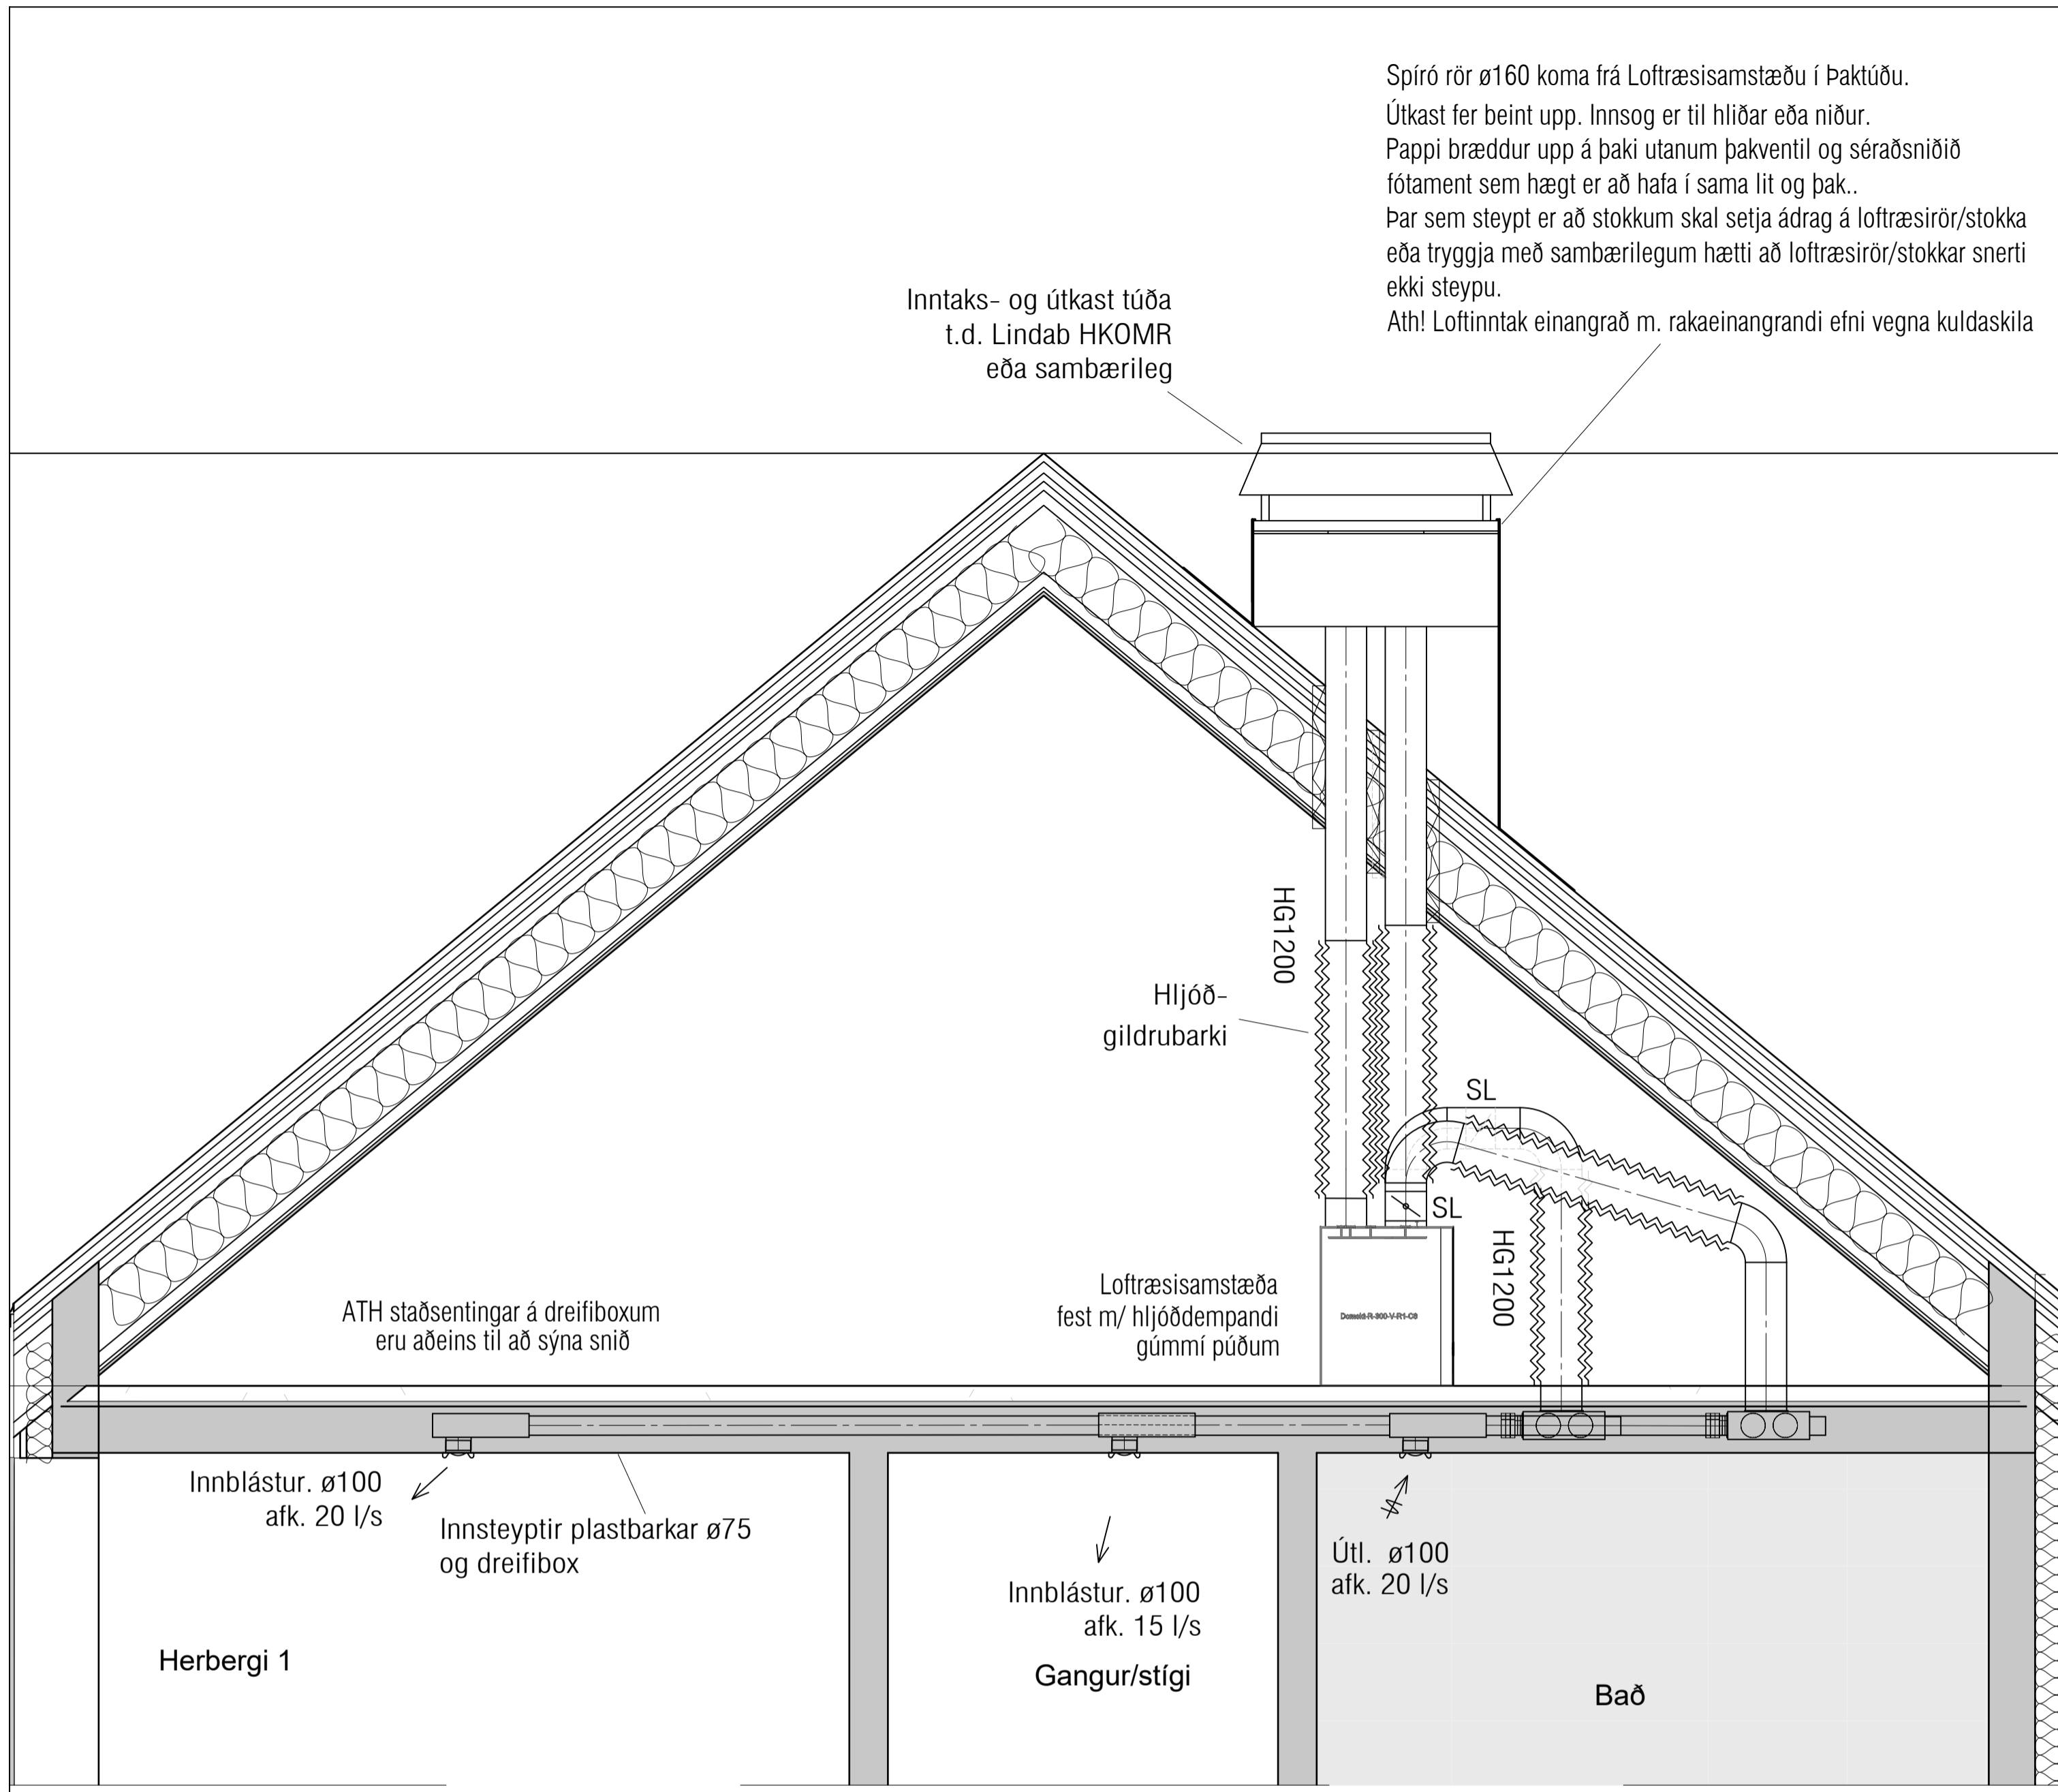 Spíró rör ø160 koma frá Loftræsisamstæðu í Þaktúðu.
Útkast fer beint upp. Innsog er til hliðar eða niður.
Pappi bræddur upp á þaki utanum þakventil og séraðsniðið
fótament sem hægt er að hafa í sama lit og þak..
Þar sem steypt er að stokkum skal setja ádrag á loftræsirör/stokka
eða tryggja með sambærilegum hætti að loftræsirör/stokkar snerti
ekki steypu.
Ath! Loftinntak einangrað m. rakaeinangrandi efni vegna kuldaskila
Inntaks- og útkast túða
t.d. Lindab HKOMR
eða sambærileg
HG1200
Hljóð-
gildrubarki
SL
SL
HG1200
Loftræsisamstæða
fest m/ hljóðdempandi
gúmmí púðum
ATH staðsentingar á dreifiboxum
eru aðeins til að sýna snið
Innblástur. ø100
afk. 20 l/s
Innsteyptir plastbarkar ø75
og dreifibox
Innblástur. ø100
afk. 15 l/s
Útl. ø100
afk. 20 l/s
Herbergi 1
Gangur/stígi
Bað